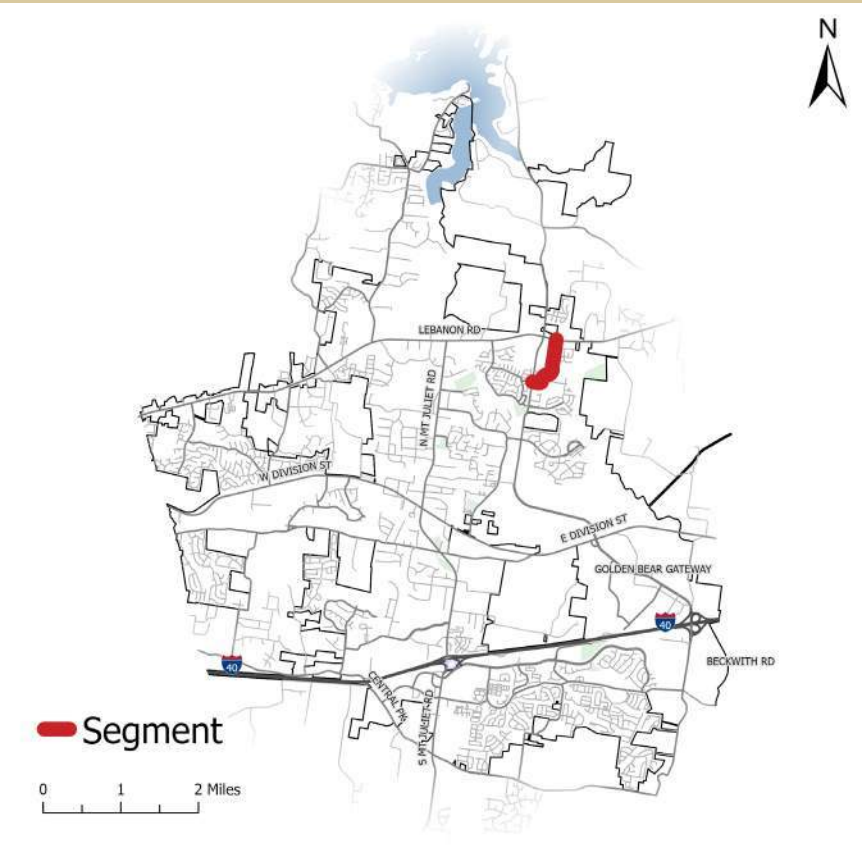 N
LEBANON RD
N MT JULIET RD
W DIVISION ST
E DIVISION ST
GOLDEN BEAR GATEWAY
40
BECKWITH RD
40
CENTRAL PK
S MT JULIET RD
Segment
0 1 2 Miles